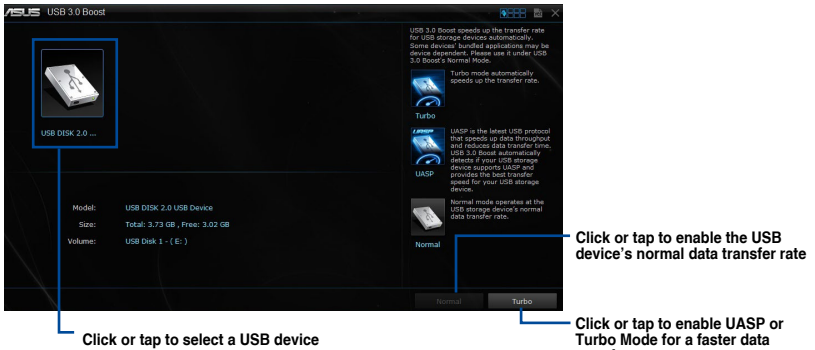 ASUS USB 3.0 Boost
USB 3.0 Boost speeds up the transfer rate
for USB storage devices automatically.
Some devices' bundled applications may be
device dependent. Please use it under USB
3.0 Boost's Normal Mode.
Turbo mode automatically
speeds up the transfer rate.
Turbo
USB DISK 2.0 ...
UASP
UASP is the latest USB protocol
that speeds up data throughput
and reduces data transfer time.
USB 3.0 Boost automatically
detects if your USB storage
device supports UASP and
provides the best transfer
speed for your USB storage
device.
UASP
Normal mode operates at the
USB storage device's normal
data transfer rate.
Normal
Model: USB DISK 2.0 USB Device
Size: Total: 3.73 GB , Free: 3.02 GB
Volume: USB Disk 1 - ( E: )
Normal Turbo
Click or tap to enable the USB
device's normal data transfer rate
Click or tap to select a USB device
Click or tap to enable UASP or
Turbo Mode for a faster data